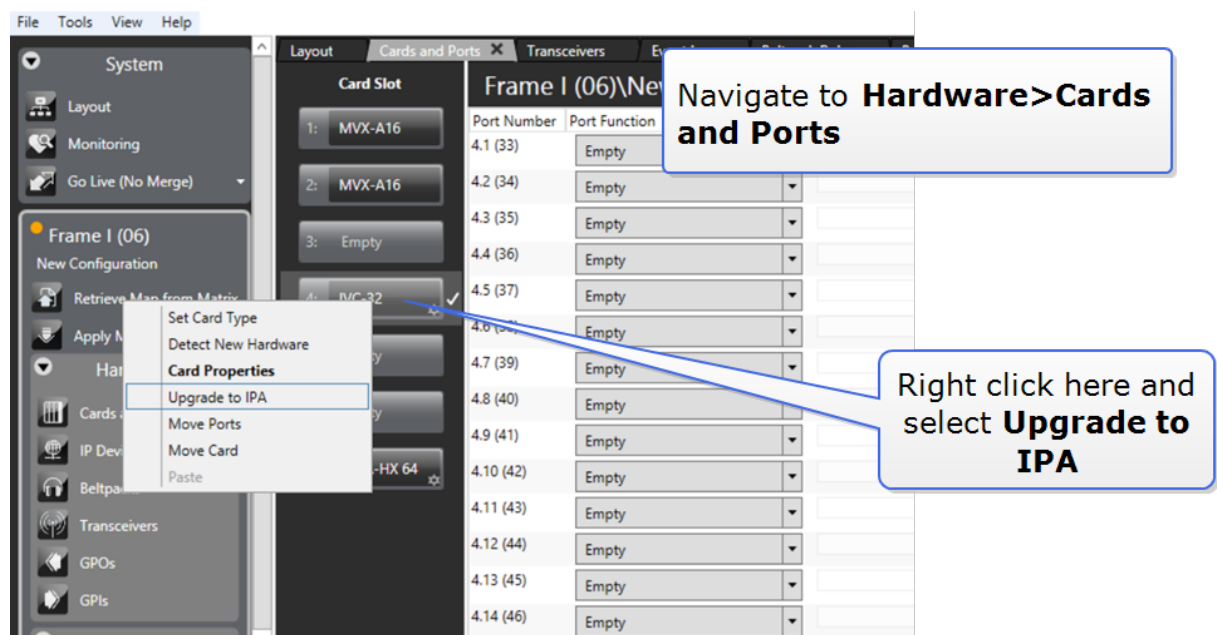 File Tools View Help
System
Layout
Monitoring
Go Live (No Merge)
Frame I (06)
New Configuration
Retrieve Map from Matrix
Apply M
Har
Cards a
IP Devi
Beltpa
Transceivers
GPOs
GPIs
Set Card Type
Detect New Hardware
Card Properties
Upgrade to IPA
Move Ports
Move Card
Paste
Layout Cards and Ports Transceivers
Card Slot
1: MVX-A16
2: MVX-A16
3: Empty
4: IVC-32
-HX 64
Frame I (06)\Ne
Port Number Port Function
4.1 (33) Empty
4.2 (34) Empty
4.3 (35) Empty
4.4 (36) Empty
4.5 (37) Empty
Empty
4.7 (39) Empty
4.8 (40) Empty
4.9 (41) Empty
4.10 (42) Empty
4.11 (43) Empty
4.12 (44) Empty
4.13 (45) Empty
4.14 (46) Empty
Navigate to Hardware>Cards
and Ports
Right click here and
select Upgrade to
IPA